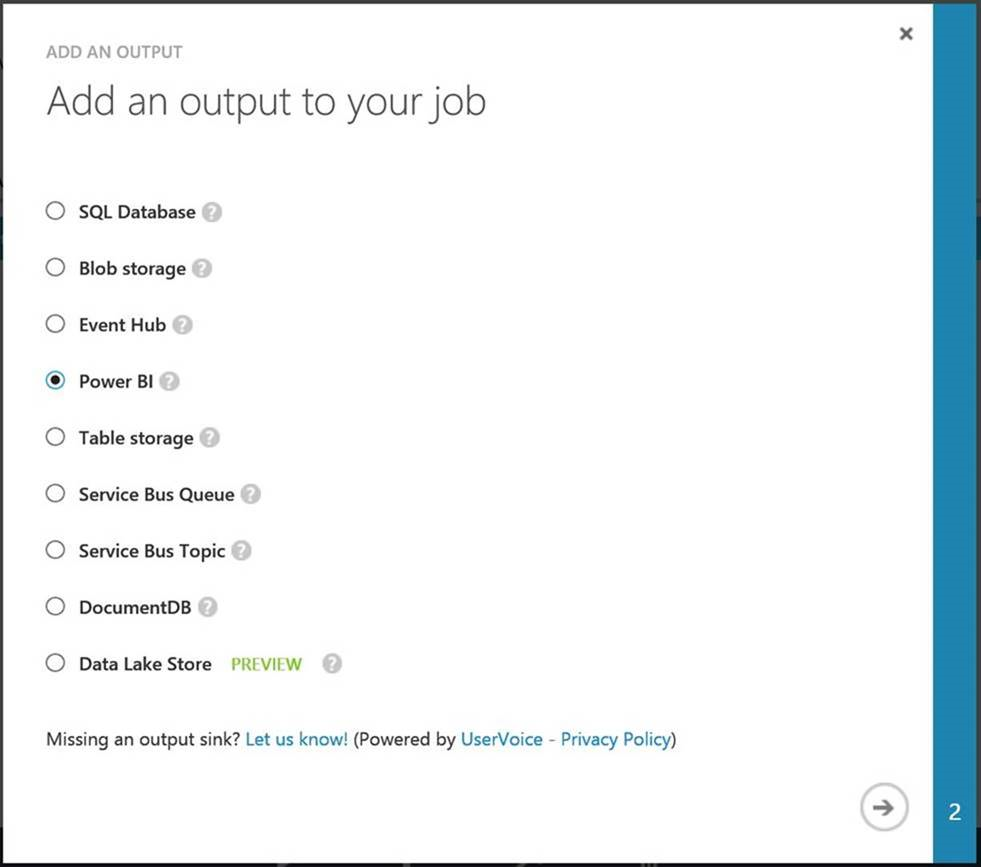 ADD AN OUTPUT
Add an output to your job
SQL Database ?
Blob storage ?
Event Hub ?
Power BI ?
Table storage ?
Service Bus Queue ?
Service Bus Topic ?
DocumentDB ?
Data Lake Store PREVIEW ?
Missing an output sink? Let us know! (Powered by UserVoice - Privacy Policy)
2